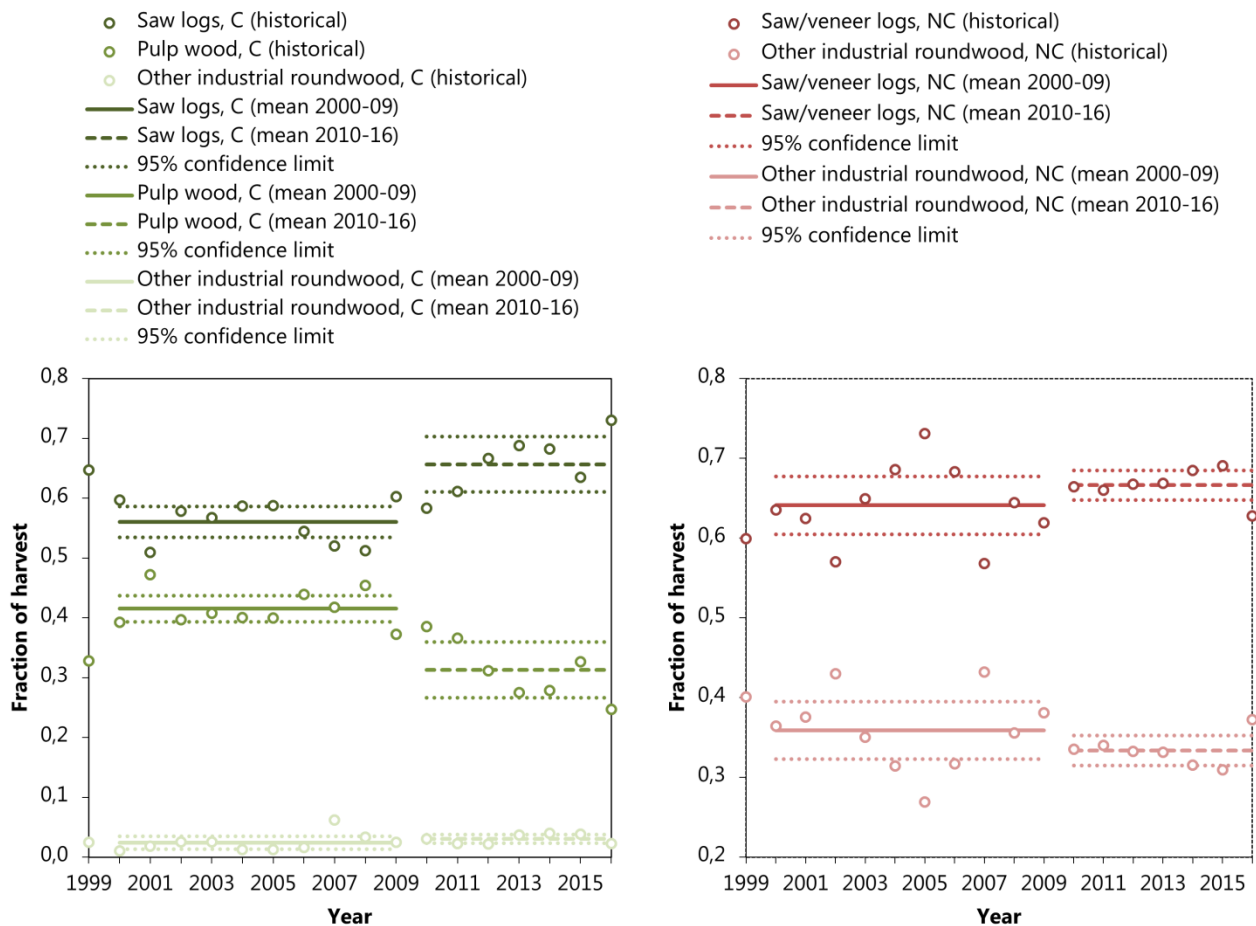 Saw logs, C (historical)
Pulp wood, C (historical)
Other industrial roundwood, C (historical)
Saw logs, C (mean 2000-09)
Saw logs, C (mean 2010-16)
95% confidence limit
Pulp wood, C (mean 2000-09)
Pulp wood, C (mean 2010-16)
95% confidence limit
Other industrial roundwood, C (mean 2000-09)
Other industrial roundwood, C (mean 2010-16)
95% confidence limit
Saw/veneer logs, NC (historical)
Other industrial roundwood, NC (historical)
Saw/veneer logs, NC (mean 2000-09)
Saw/veneer logs, NC (mean 2010-16)
95% confidence limit
Other industrial roundwood, NC (mean 2000-09)
Other industrial roundwood, NC (mean 2010-16)
95% confidence limit
Fraction of harvest
0,8
0,7
0,6
0,5
0,4
0,3
0,2
0,1
0,0
1999 2001 2003 2005 2007 2009 2011 2013 2015
Year
Fraction of harvest
0,8
0,7
0,6
0,5
0,4
0,3
0,2
1999 2001 2003 2005 2007 2009 2011 2013 2015
Year